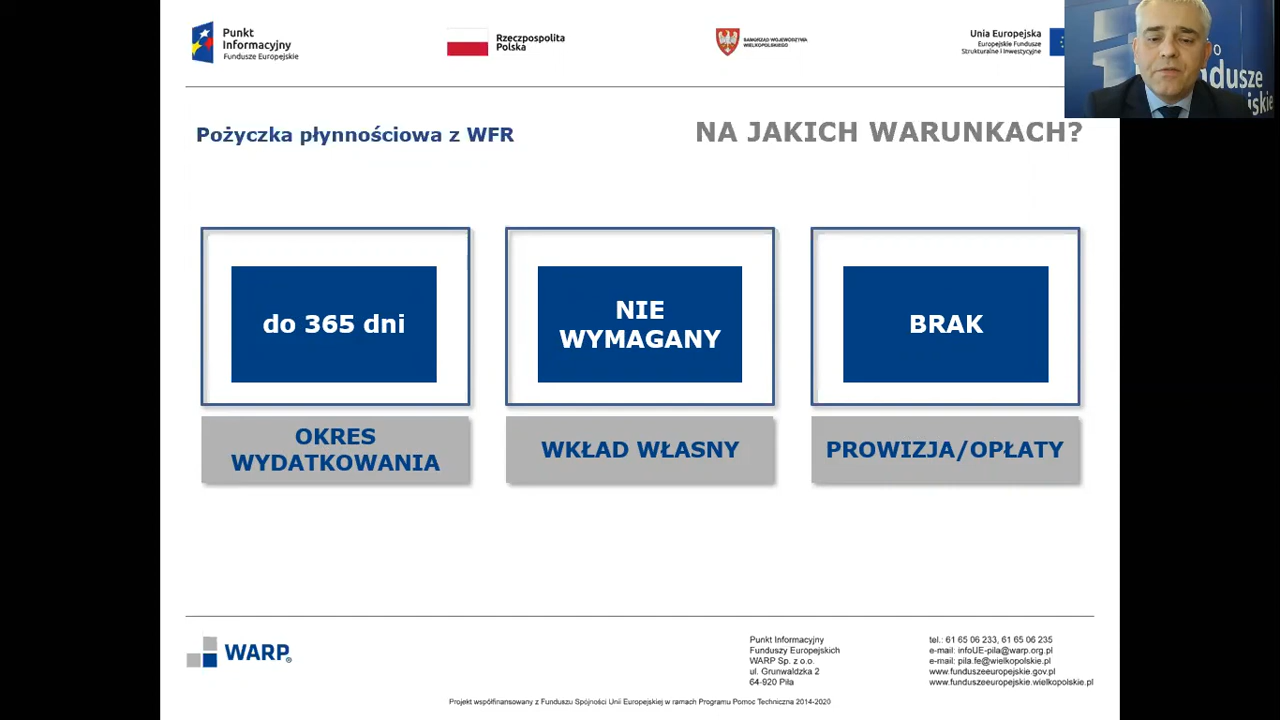 Punkt
Informacyjny
Fundusze Europejskie
Rzeczpospolita
Polska
SAMORZĄD WOJEWÓDZTWA
WIELKOPOLSKIEGO
Unia Europejska
Europejskie Fundusze
Strukturalne i Inwestycyjne
Pożyczka płynnościowa z WFR
NA JAKICH WARUNKACH?
do 365 dni
NIE
WYMAGANY
BRAK
OKRES
WYDATKOWANIA
WKŁAD WŁASNY
PROWIZJA/OPŁATY
WARP
Punkt Informacyjny
Funduszy Europejskich
WARP Sp. z o.o.
ul. Grunwaldzka 2
64-920 Piła
tel.: 61 65 06 233, 61 65 06 235
e-mail: infoUE-pila@warp.org.pl
e-mail: pila.fe@wielkopolskie.pl
www.funduszeeuropejskie.gov.pl
www.funduszeeuropejskie.wielkopolskie.pl
Projekt współfinansowany z Funduszu Spójności Unii Europejskiej w ramach Programu Pomoc Techniczna 2014-2020